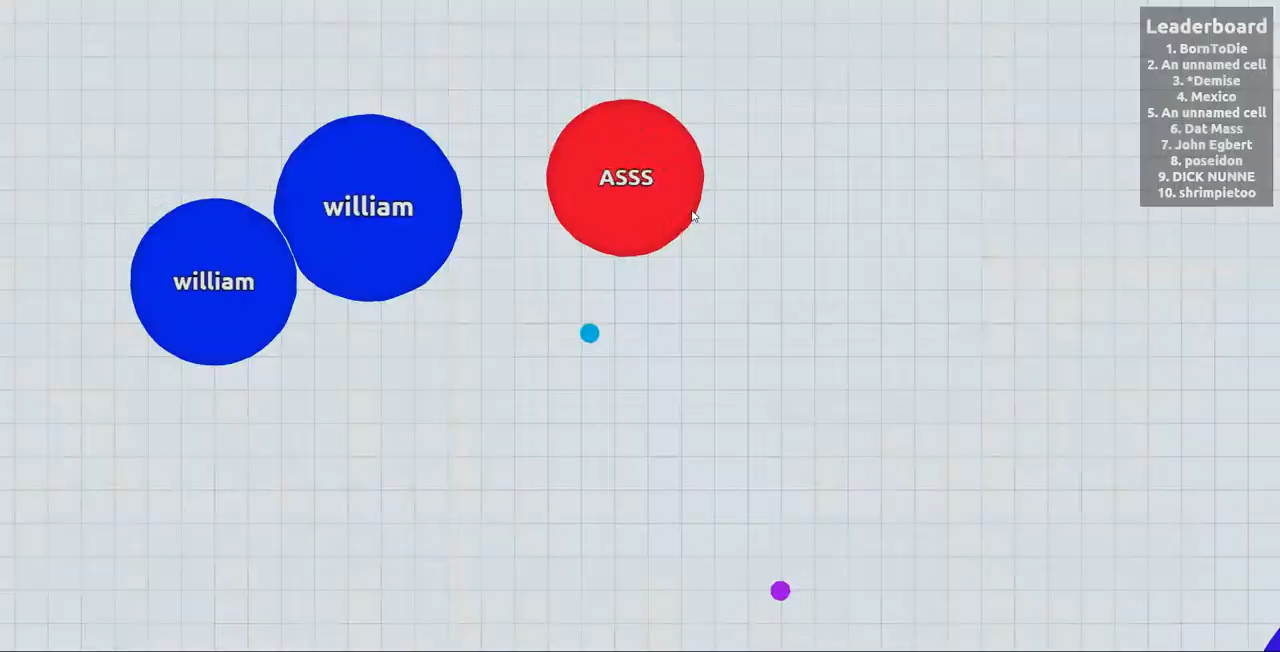 Leaderboard
1. BornToDie
2. An unnamed cell
3. *Demise
4. Mexico
5. An unnamed cell
6. Dat Mass
7. John Egbert
8. poseidon
9. DICK NUNNE
10. shrimpietoo
ASSS
william
william